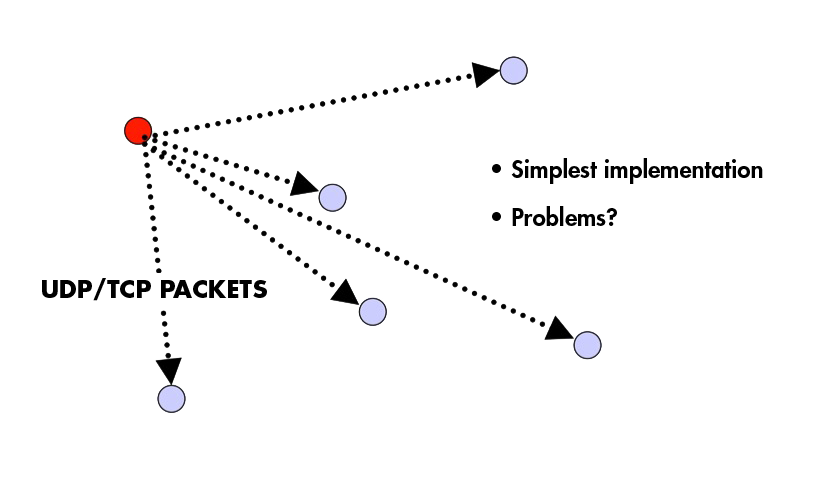 • Simplest implementation
• Problems?
UDP/TCP PACKETS